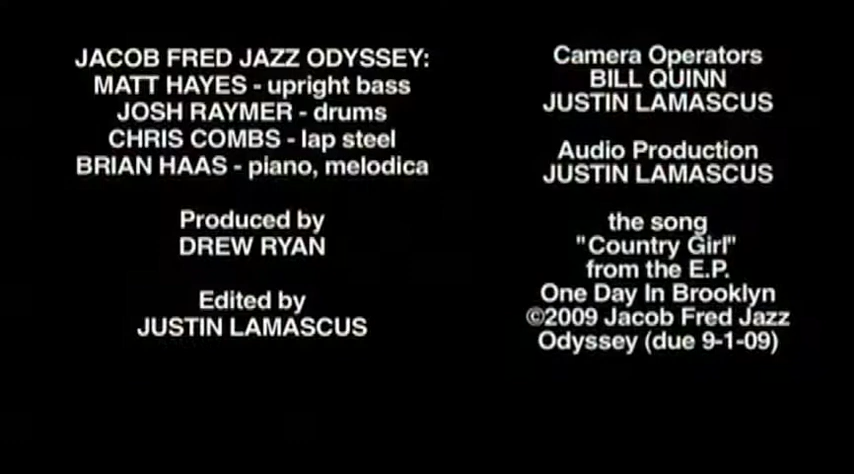 JACOB FRED JAZZ ODYSSEY:
MATT HAYES - upright bass
JOSH RAYMER - drums
CHRIS COMBS - lap steel
BRIAN HAAS - piano, melodica
Produced by
DREW RYAN
Edited by
JUSTIN LAMASCUS
Camera Operators
BILL QUINN
JUSTIN LAMASCUS
Audio Production
JUSTIN LAMASCUS
the song
"Country Girl"
from the E.P.
One Day In Brooklyn
©2009 Jacob Fred Jazz
Odyssey (due 9-1-09)